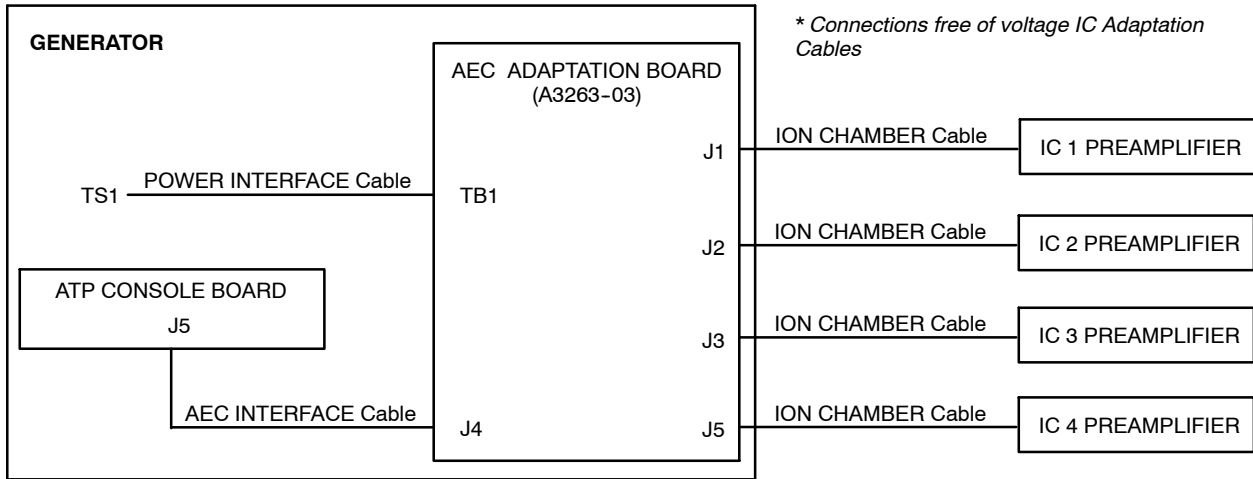 * Connections free of voltage IC Adaptation
Cables
GENERATOR
AEC ADAPTATION BOARD
(A3263-03)
J1
ION CHAMBER Cable
IC 1 PREAMPLIFIER
TS1
POWER INTERFACE Cable
TB1
J2
ION CHAMBER Cable
IC 2 PREAMPLIFIER
ATP CONSOLE BOARD
J5
J3
ION CHAMBER Cable
IC 3 PREAMPLIFIER
AEC INTERFACE Cable
J4
J5
ION CHAMBER Cable
IC 4 PREAMPLIFIER